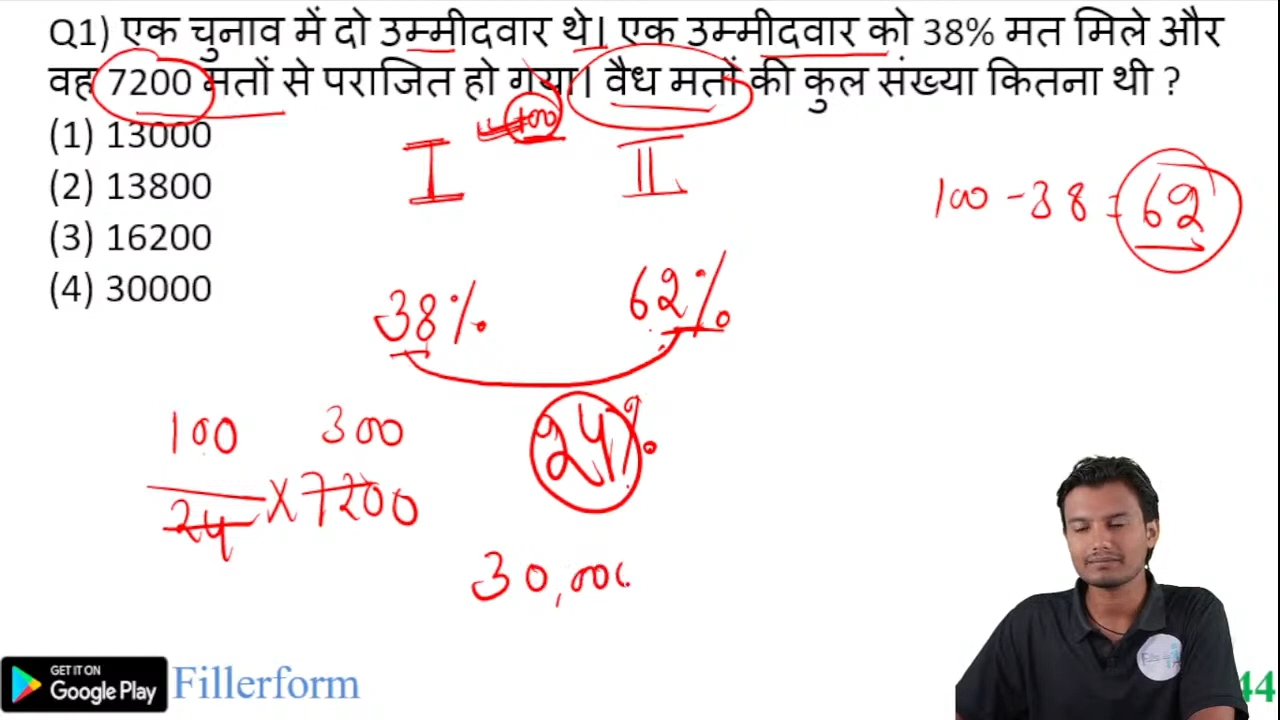 Q1) एक चुनाव में दो उम्मीदवार थे। एक उम्मीदवार को 38% मत मिले और
वह 7200 मतों से पराजित हो गया। वैध मतों की कुल संख्या कितना थी ?
(1) 13000
100
(2) 13800
I II
100 - 38 = 62
(3) 16200
(4) 30000
38% 62%
24%
100 300
24 X 7200
30,000
GET IT ON
Google Play
Fillerform
44